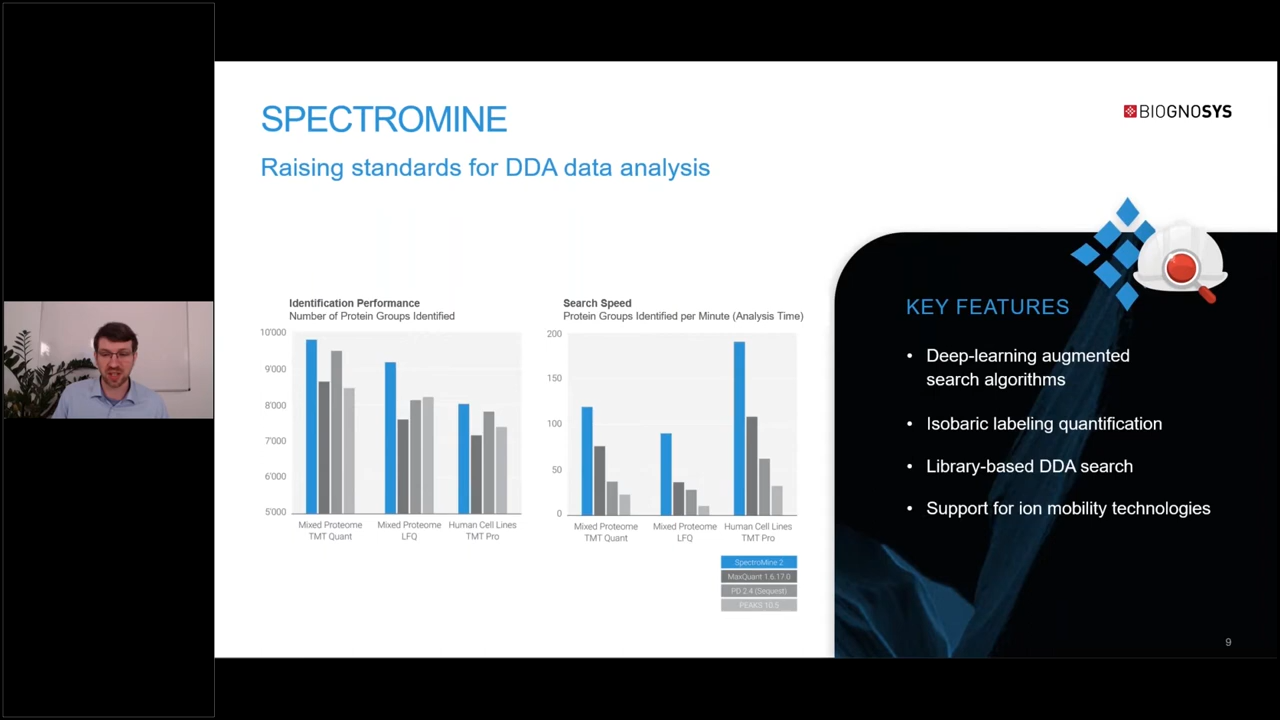 SPECTROMINE
BIOGNOSYS
Raising standards for DDA data analysis
Identification Performance
Number of Protein Groups Identified
10'000
9'000
8'000
7'000
6'000
5'000
Mixed Proteome
TMT Quant
Mixed Proteome
LFQ
Human Cell Lines
TMT Pro
Search Speed
Protein Groups Identified per Minute (Analysis Time)
200
150
100
50
0
Mixed Proteome
TMT Quant
Mixed Proteome
LFQ
Human Cell Lines
TMT Pro
SpectroMine 2
MaxQuant 1.6.17.0
PD 2.4 (Sequest)
PEAKS 10.5
KEY FEATURES
• Deep-learning augmented
search algorithms
• Isobaric labeling quantification
• Library-based DDA search
• Support for ion mobility technologies
9